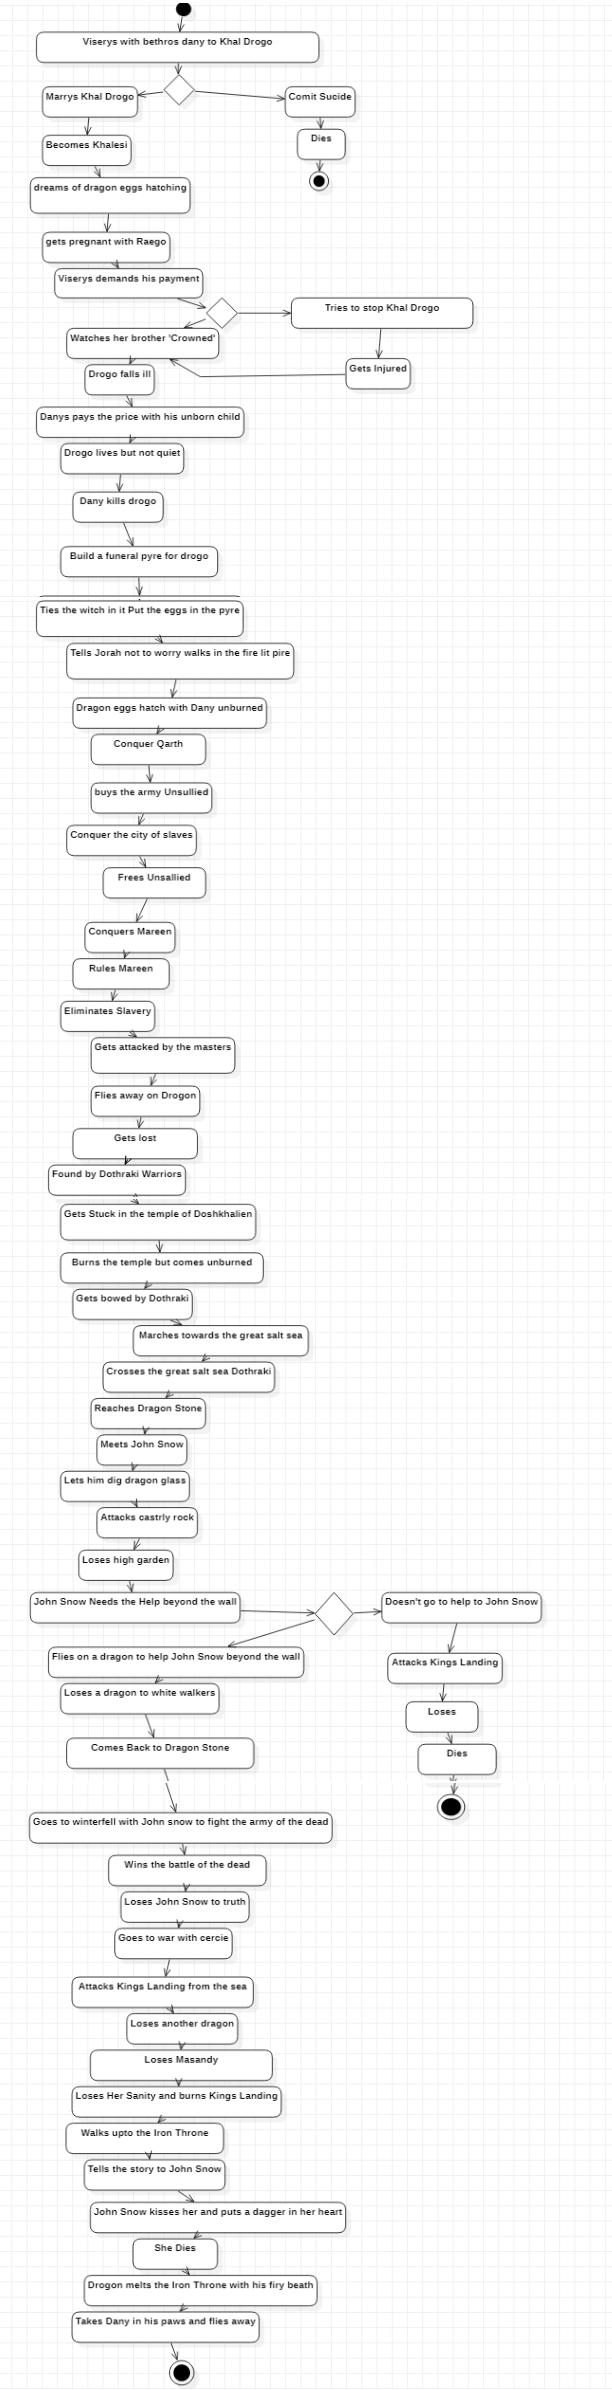 Viserys with bethros dany to Khal Drogo
Marrys Khal Drogo
Comit Sucide
Becomes Khalesi
Dies
dreams of dragon eggs hatching
gets pregnant with Raego
Viserys demands his payment
Tries to stop Khal Drogo
Watches her brother 'Crowned'
Gets Injured
Drogo falls ill
Danys pays the price with his unborn child
Drogo lives but not quiet
Dany kills drogo
Build a funeral pyre for drogo
Ties the witch in it Put the eggs in the pyre
Tells Jorah not to worry walks in the fire lit pire
Dragon eggs hatch with Dany unburned
Conquer Qarth
buys the army Unsullied
Conquer the city of slaves
Frees Unsallied
Conquers Mareen
Rules Mareen
Eliminates Slavery
Gets attacked by the masters
Flies away on Drogon
Gets lost
Found by Dothraki Warriors
Gets Stuck in the temple of Doshkhalien
Burns the temple but comes unburned
Gets bowed by Dothraki
Marches towards the great salt sea
Crosses the great salt sea Dothraki
Reaches Dragon Stone
Meets John Snow
Lets him dig dragon glass
Attacks castrly rock
Loses high garden
John Snow Needs the Help beyond the wall
Doesn't go to help to John Snow
Flies on a dragon to help John Snow beyond the wall
Attacks Kings Landing
Loses a dragon to white walkers
Loses
Comes Back to Dragon Stone
Dies
Goes to winterfell with John snow to fight the army of the dead
Wins the battle of the dead
Loses John Snow to truth
Goes to war with cercie
Attacks Kings Landing from the sea
Loses another dragon
Loses Masandy
Loses Her Sanity and burns Kings Landing
Walks upto the Iron Throne
Tells the story to John Snow
John Snow kisses her and puts a dagger in her heart
She Dies
Drogon melts the Iron Throne with his firy beath
Takes Dany in his paws and flies away